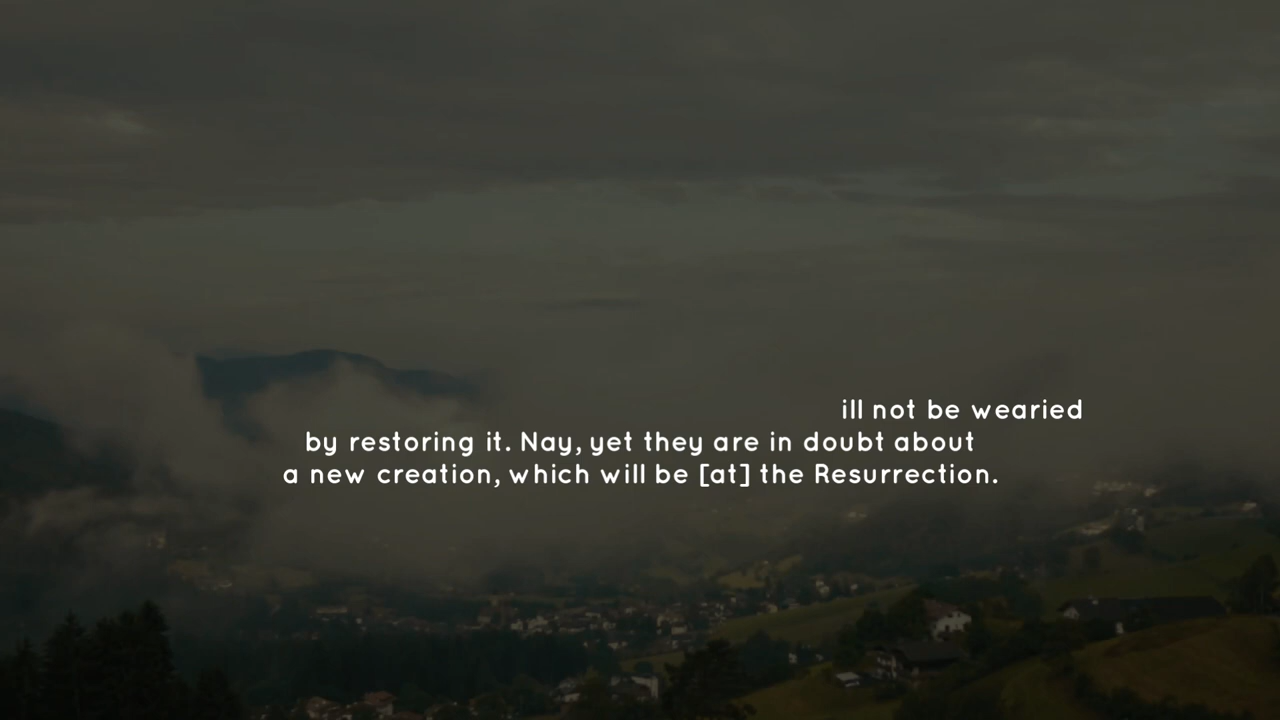 ill not be wearied
by restoring it. Nay, yet they are in doubt about
a new creation, which will be [at] the Resurrection.